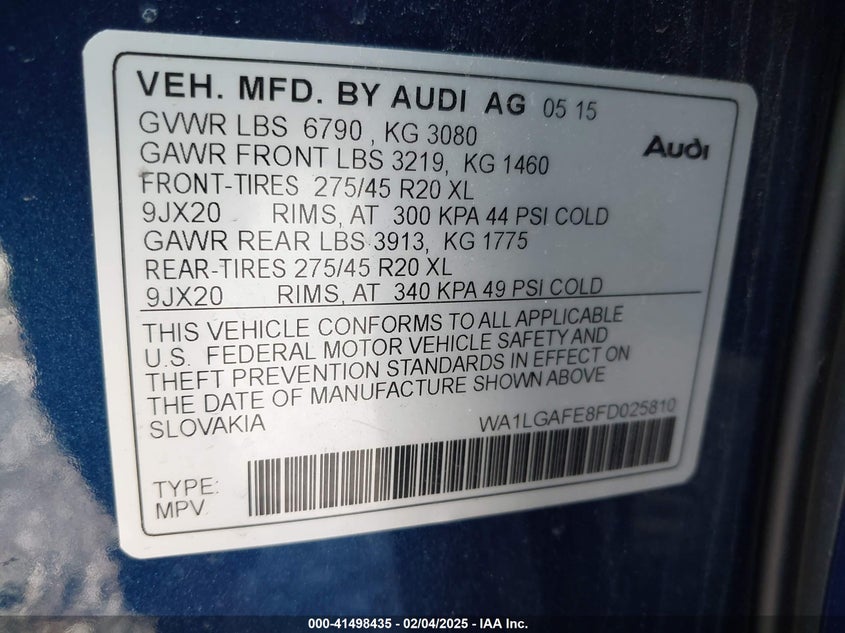 VEH. MFD. BY AUDI AG 05 15
GVWR LBS 6790 , KG 3080
Audi
GAWR FRONT LBS 3219, KG 1460
FRONT-TIRES 275/45 R20 XL
9JX20 RIMS, AT 300 KPA 44 PSI COLD
GAWR REAR LBS 3913, KG 1775
REAR-TIRES 275/45 R20 XL
9JX20 RIMS, AT 340 KPA 49 PSI COLD
THIS VEHICLE CONFORMS TO ALL APPLICABLE
U.S. FEDERAL MOTOR VEHICLE SAFETY AND
THEFT PREVENTION STANDARDS IN EFFECT ON
THE DATE OF MANUFACTURE SHOWN ABOVE
SLOVAKIA
WA1LGAFE8FD025810
TYPE:
MPV
000-41498435 - 02/04/2025 - IAA Inc.